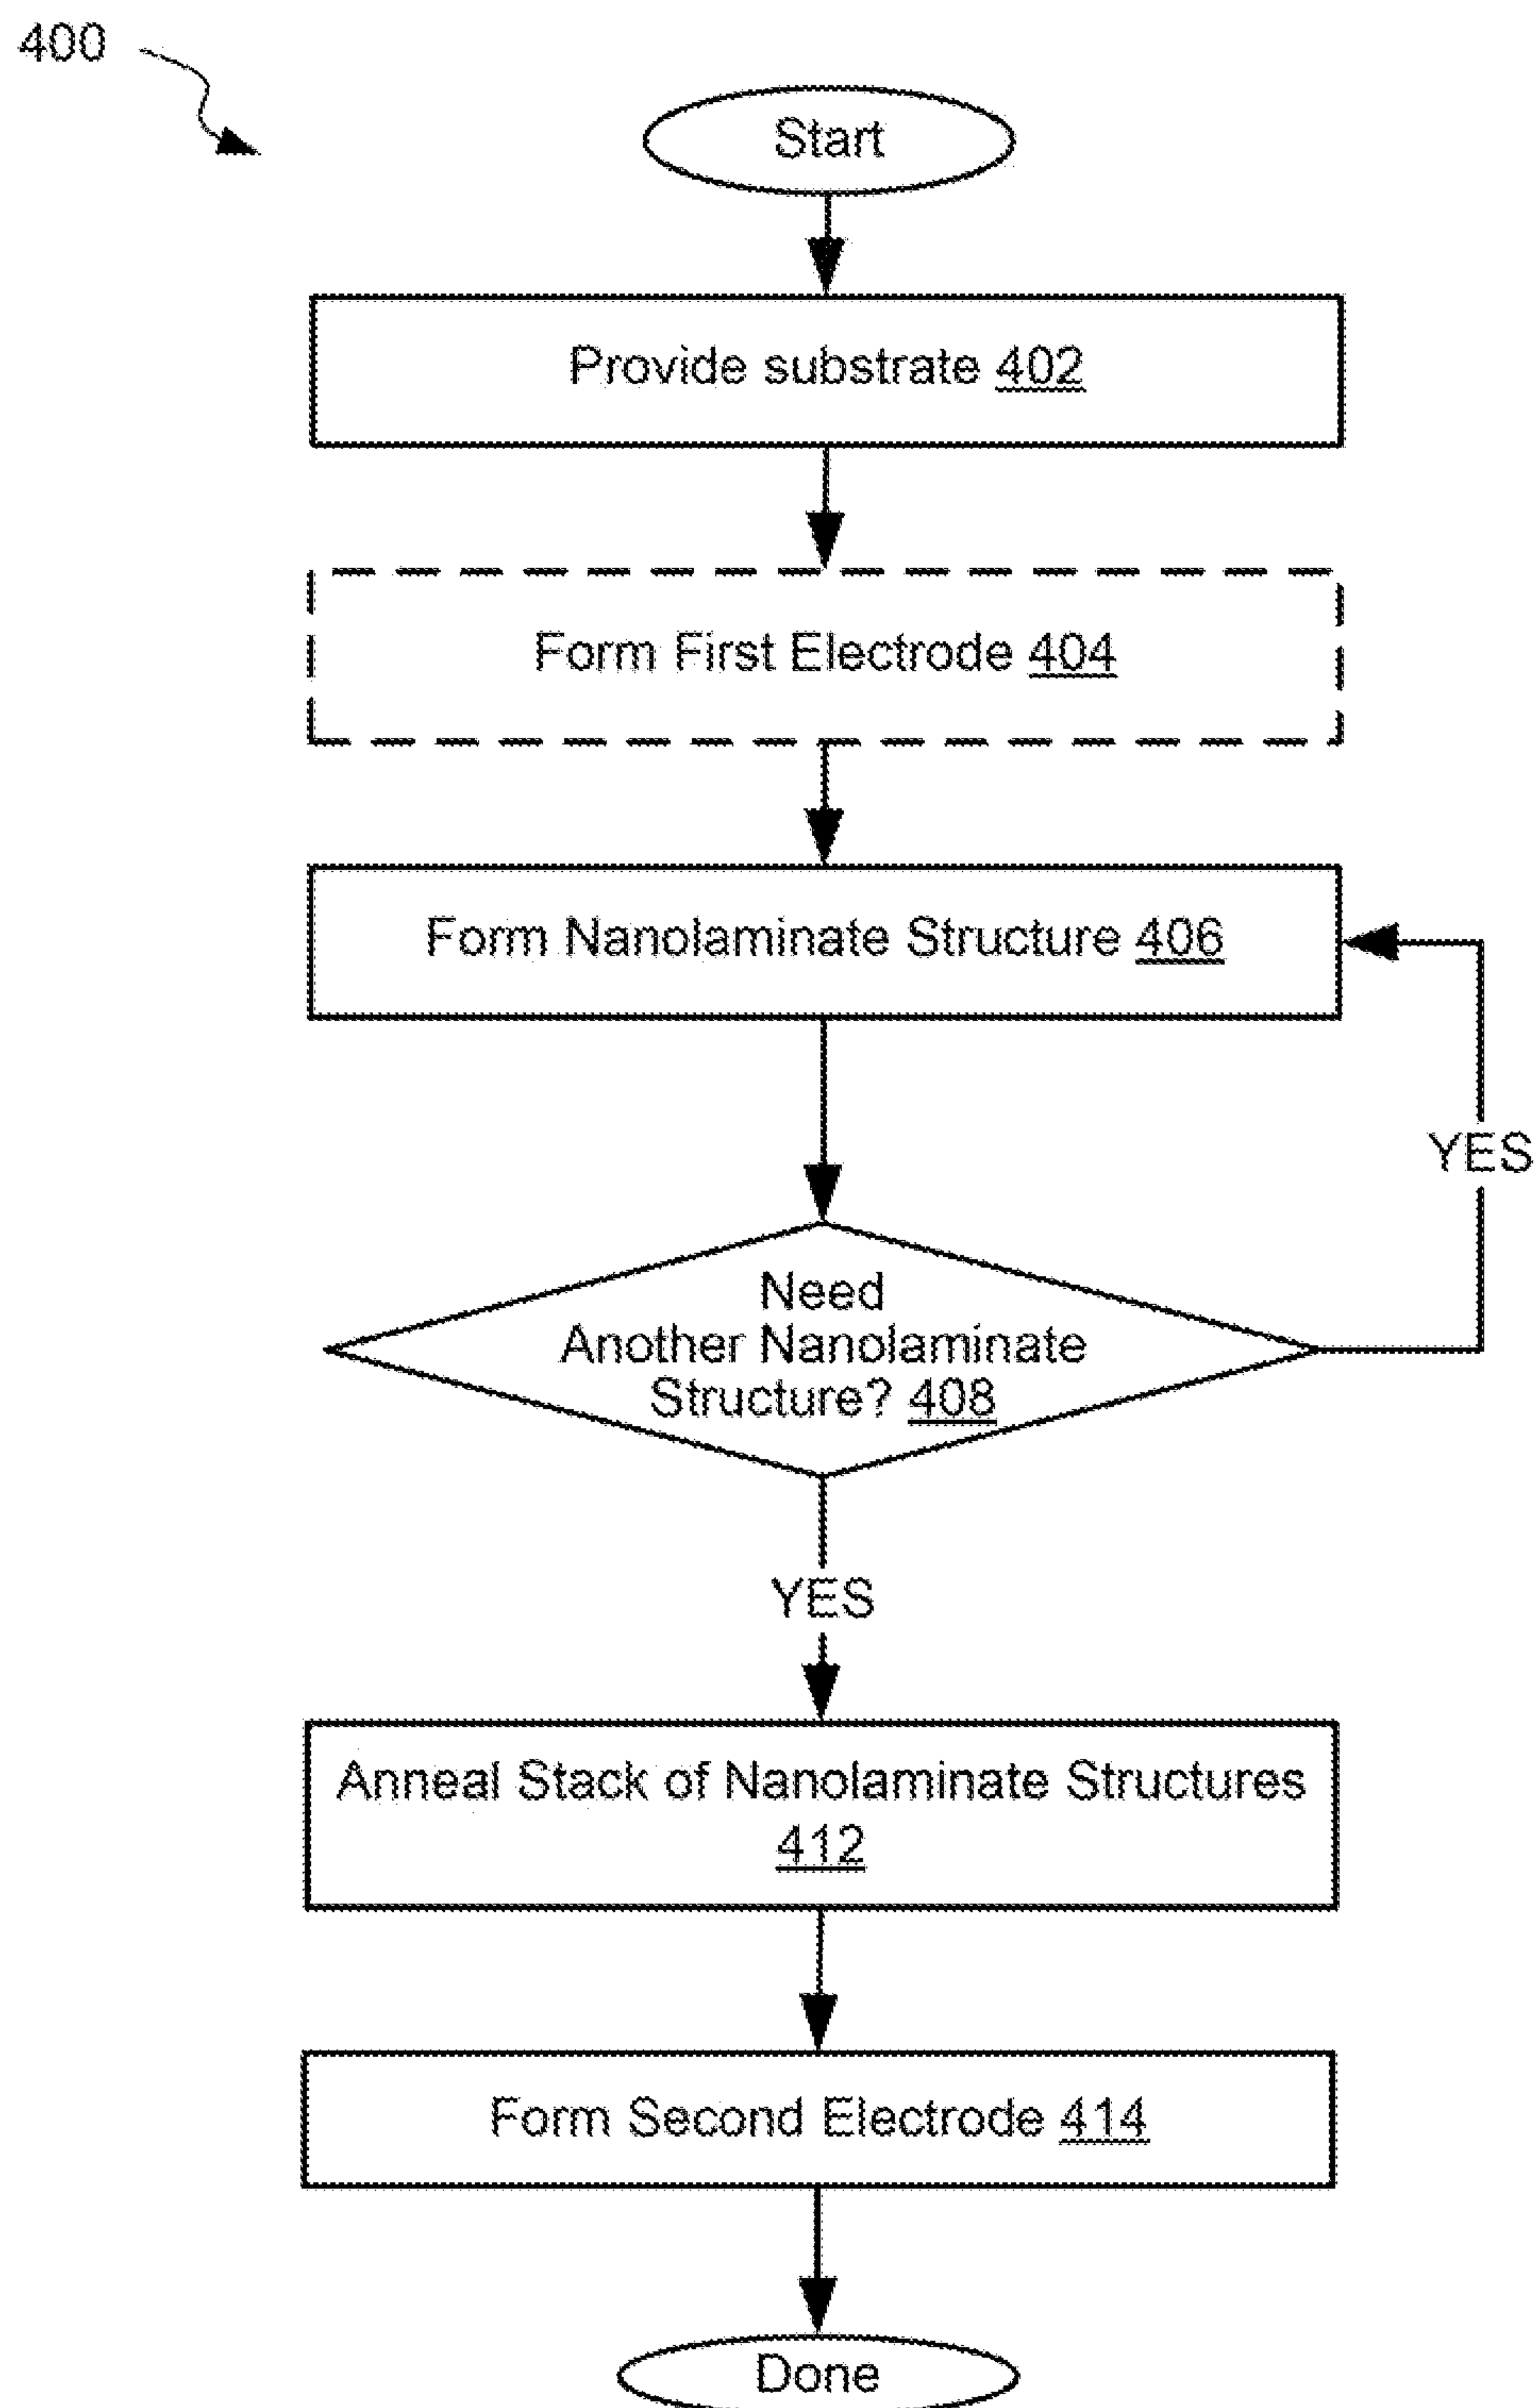 400
Start
Provide substrate 402
Form First Electrode 404
Form Nanolaminate Structure 406
YES
Need
Another Nanolaminate
Structure? 408
YES
Anneal Stack of Nanolaminate Structures
412
Form Second Electrode 414
Done